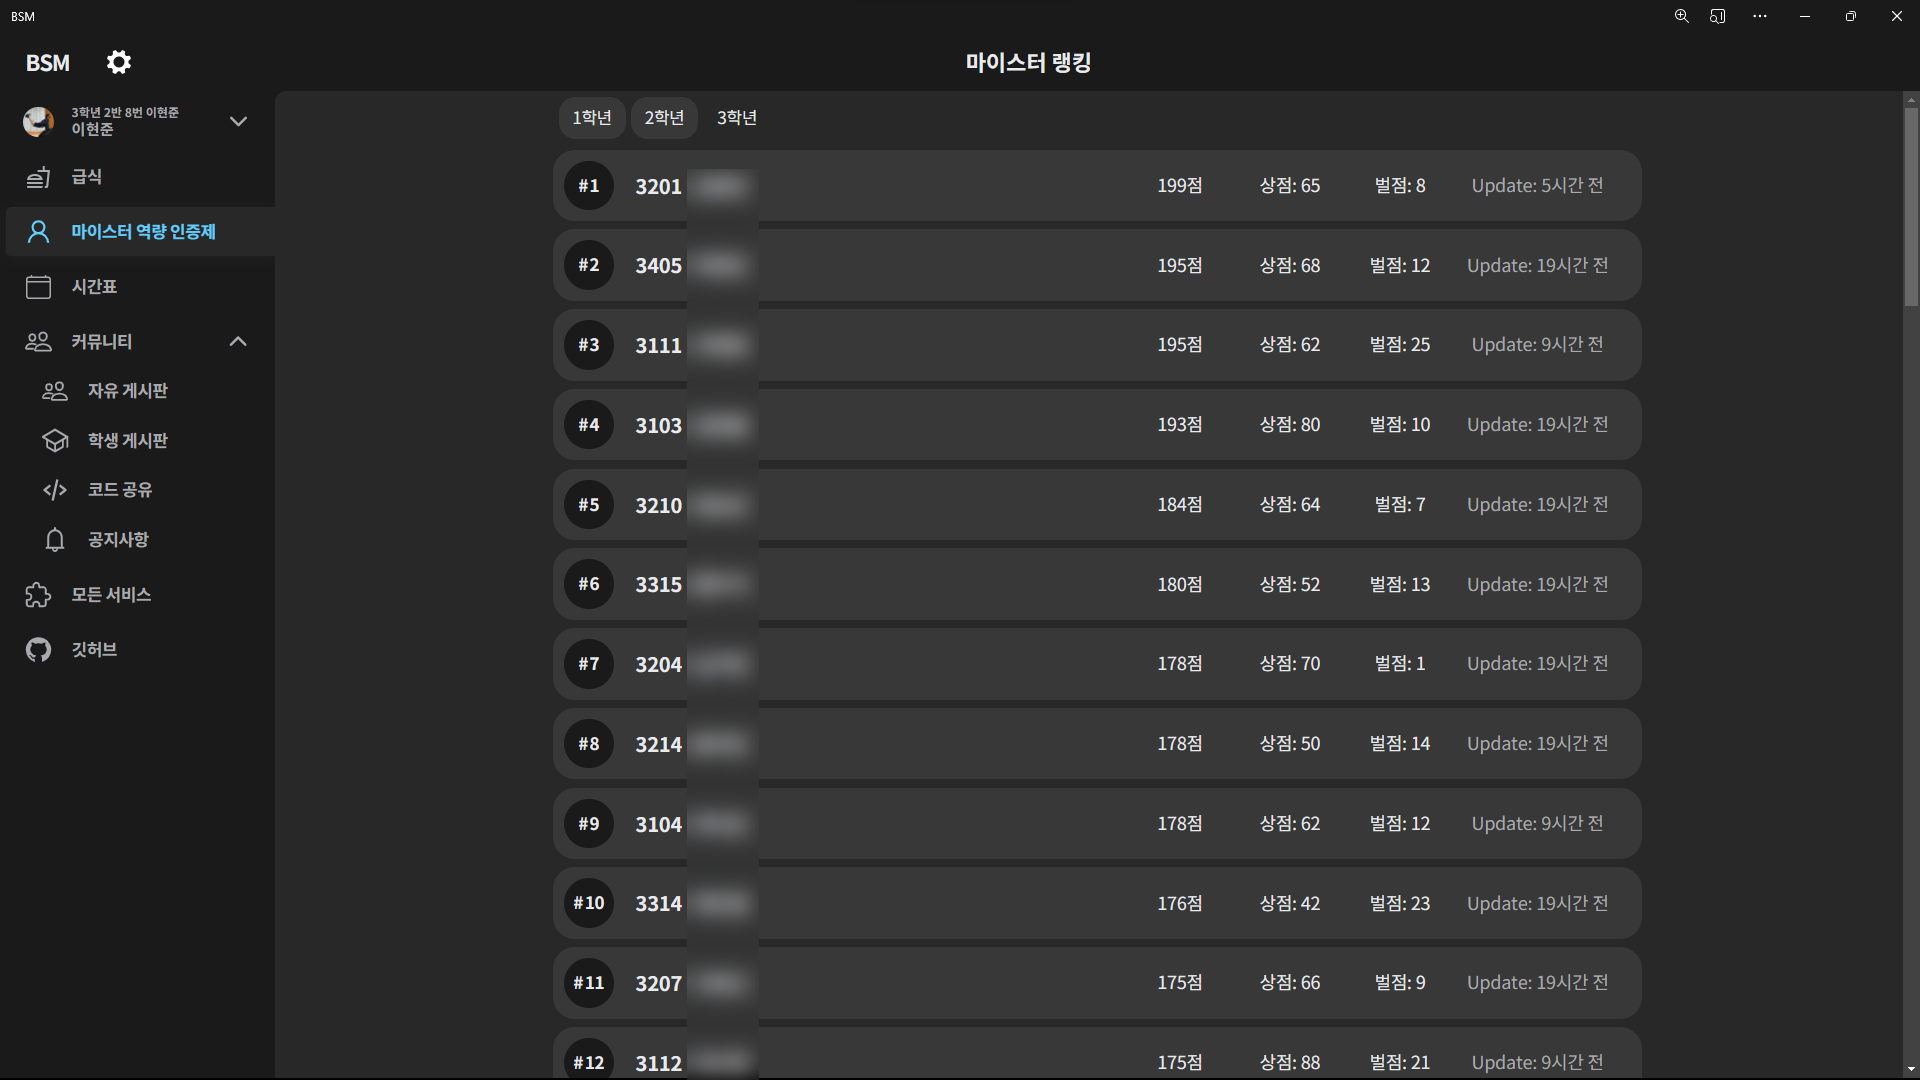 BSM
BSM
마이스터 랭킹
3학년 2반 8번 이현준
이현준
급식
마이스터 역량 인증제
시간표
커뮤니티
자유 게시판
학생 게시판
코드 공유
공지사항
모든 서비스
깃허브
1학년 2학년 3학년
#1 3201 199점 상점: 65 벌점: 8 Update: 5시간 전
#2 3405 195점 상점: 68 벌점: 12 Update: 19시간 전
#3 3111 195점 상점: 62 벌점: 25 Update: 9시간 전
#4 3103 193점 상점: 80 벌점: 10 Update: 19시간 전
#5 3210 184점 상점: 64 벌점: 7 Update: 19시간 전
#6 3315 180점 상점: 52 벌점: 13 Update: 19시간 전
#7 3204 178점 상점: 70 벌점: 1 Update: 19시간 전
#8 3214 178점 상점: 50 벌점: 14 Update: 19시간 전
#9 3104 178점 상점: 62 벌점: 12 Update: 9시간 전
#10 3314 176점 상점: 42 벌점: 23 Update: 19시간 전
#11 3207 175점 상점: 66 벌점: 9 Update: 19시간 전
#12 3112 175점 상점: 88 벌점: 21 Update: 9시간 전